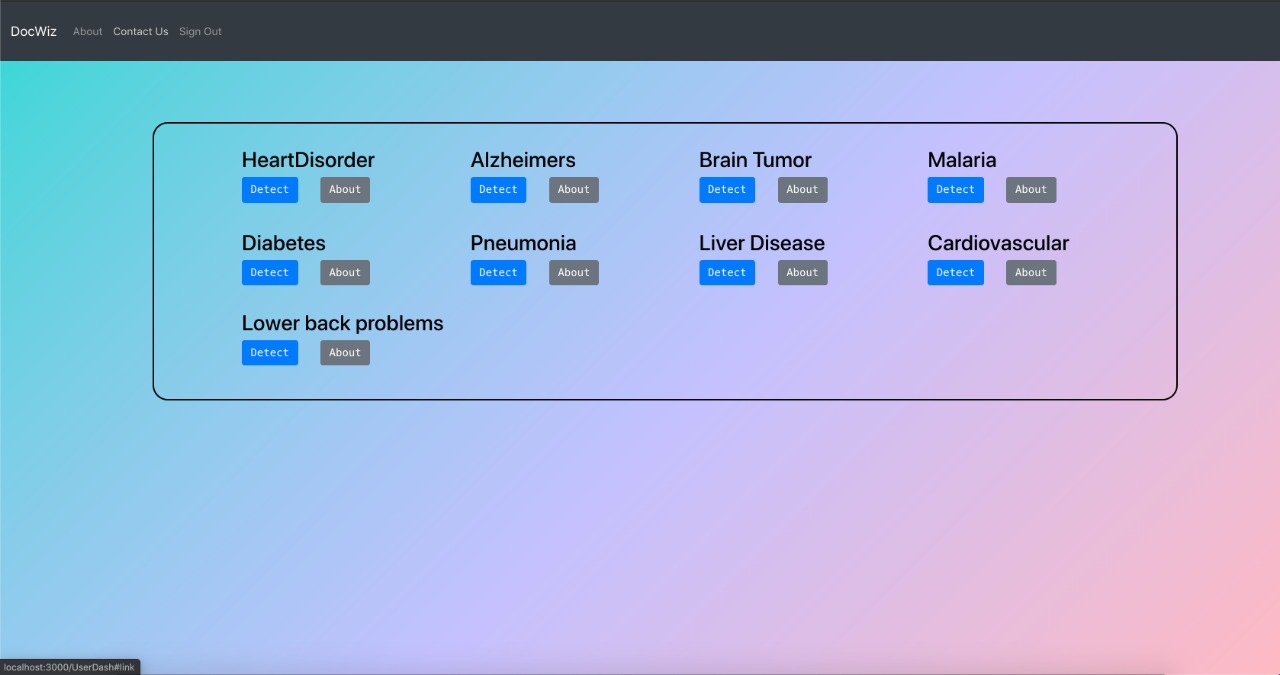 DocWiz About Contact Us Sign Out
HeartDisorder Alzheimers Brain Tumor Malaria
Detect About Detect About Detect About Detect About
Diabetes Pneumonia Liver Disease Cardiovascular
Detect About Detect About Detect About Detect About
Lower back problems
Detect About
localhost:3000/UserDash#link